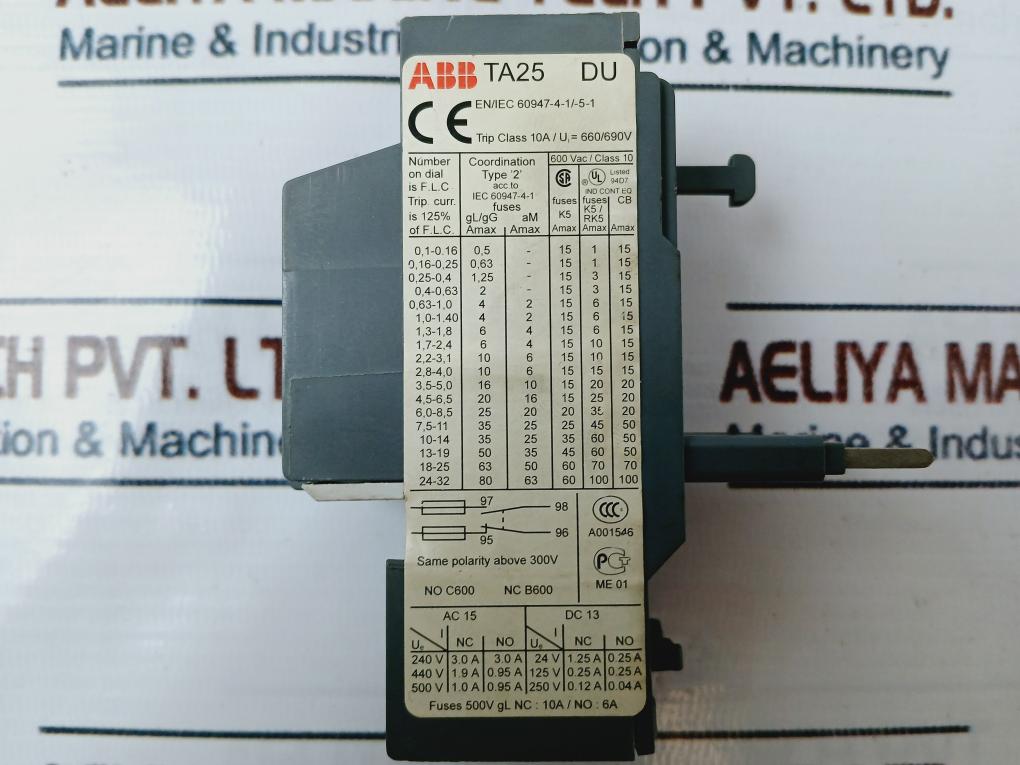 AELIYA MARINE TECH PVT. LTD.
Marine & Industri
tion & Machinery
ABB TA25 DU
CE
EN/IEC 60947-4-1/-5-1
Trip Class 10A / Ui = 660/690V
Number on dial is F.L.C Trip. curr. is 125% of F.L.C.
Coordination Type '2' acc to IEC 60947-4-1 fuses
gL/gG Amax
aM Amax
600 Vac / Class 10
fuses K5 Amax
UL Listed 94D7
IND CONT EQ
fuses K5 / RK5 Amax
CB Amax
0,1-0.16 0,5 - 15 1 15
0,16-0,25 0,63 - 15 1 15
0,25-0,4 1,25 - 15 3 15
0,4-0,63 2 - 15 3 15
0,63-1,0 4 2 15 6 15
1,0-1.40 4 2 15 6 15
1,3-1,8 6 4 15 6 15
1,7-2,4 6 4 15 10 15
2,2-3,1 10 6 15 10 15
2,8-4,0 10 6 15 15 15
3.5-5,0 16 10 15 20 20
4,5-6,5 20 16 15 25 20
6,0-8,5 25 20 20 35 20
7,5-11 35 25 25 45 50
10-14 35 25 35 60 50
13-19 50 35 45 60 50
18-25 63 50 60 70 70
24-32 80 63 60 100 100
97 98
95 96
Same polarity above 300V
NO C600 NC B600
CCC
A001546
ME 01
AC 15 DC 13
Ue I NC NO Ue I NC NO
240 V 3.0 A 3.0 A 24 V 1.25 A 0.25 A
440 V 1.9 A 0.95 A 125 V 0.25 A 0.25 A
500 V 1.0 A 0.95 A 250 V 0.12 A 0.04 A
Fuses 500V gL NC : 10A / NO : 6A
CH PVT. LT
tion & Machin
AELIYA MA
Marine & Indus